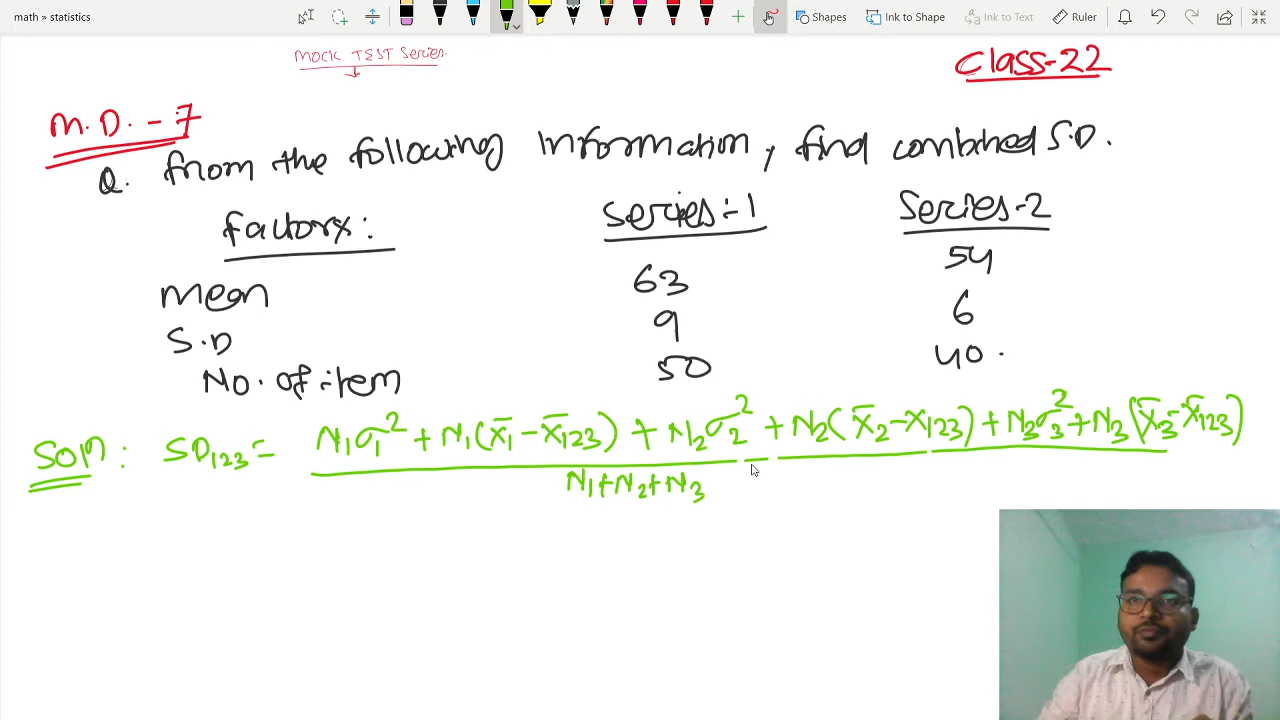 math » statistics
Shapes Ink to Shape Ink to Text Ruler
MOCK TEST Series
Class-22
M.D. - 7
Q. from the following information, find combined S.D.
factors: Series-1 Series-2
mean 63 54
S.D 9 6
No. of item 50 40.
Soln: SD₁₂₃ = N₁σ₁² + N₁(x̄₁ - x̄₁₂₃) + N₂σ₂² + N₂(x̄₂ - x₁₂₃) + N₃σ₃² + N₃(x̄₃ - x̄₁₂₃)
N₁+N₂+N₃